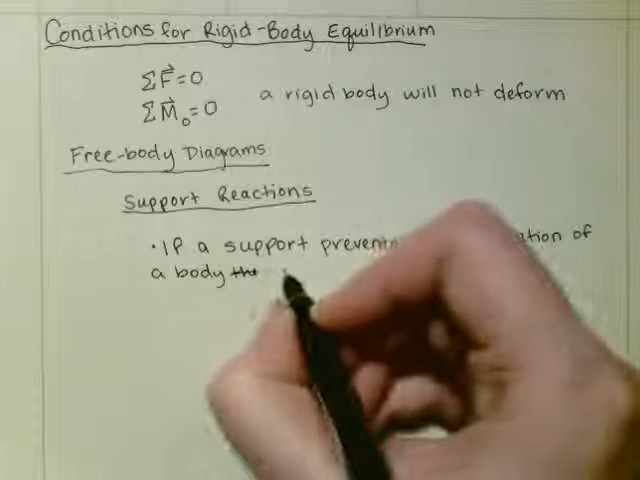 Conditions for Rigid-Body Equilibrium
ΣF⃗=0
ΣM⃗₀=0 a rigid body will not deform
Free-body Diagrams
Support Reactions
• If a support of
a body